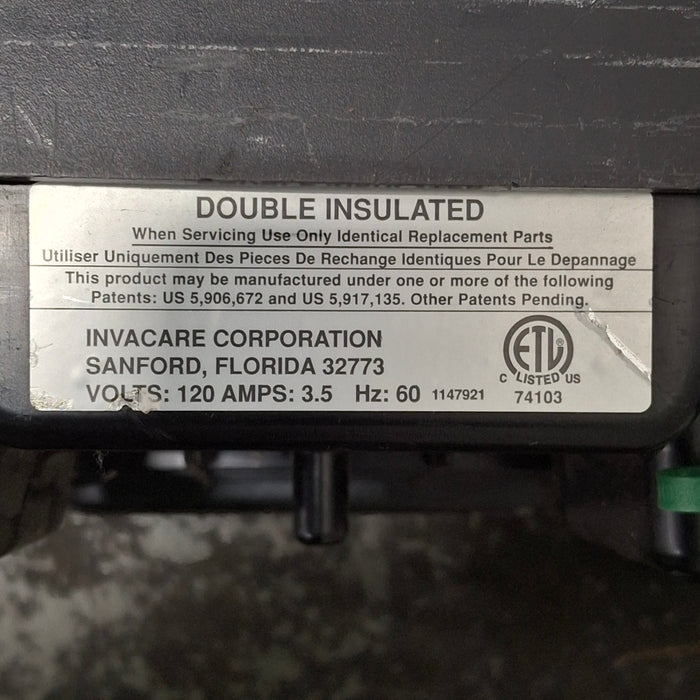 DOUBLE INSULATED
When Servicing Use Only Identical Replacement Parts
Utiliser Uniquement Des Pieces De Rechange Identiques Pour Le Depannage
This product may be manufactured under one or more of the following
Patents: US 5,906,672 and US 5,917,135. Other Patents Pending.
INVACARE CORPORATION
SANFORD, FLORIDA 32773
VOLTS: 120 AMPS: 3.5 Hz: 60 1147921
ETL
C LISTED US
74103